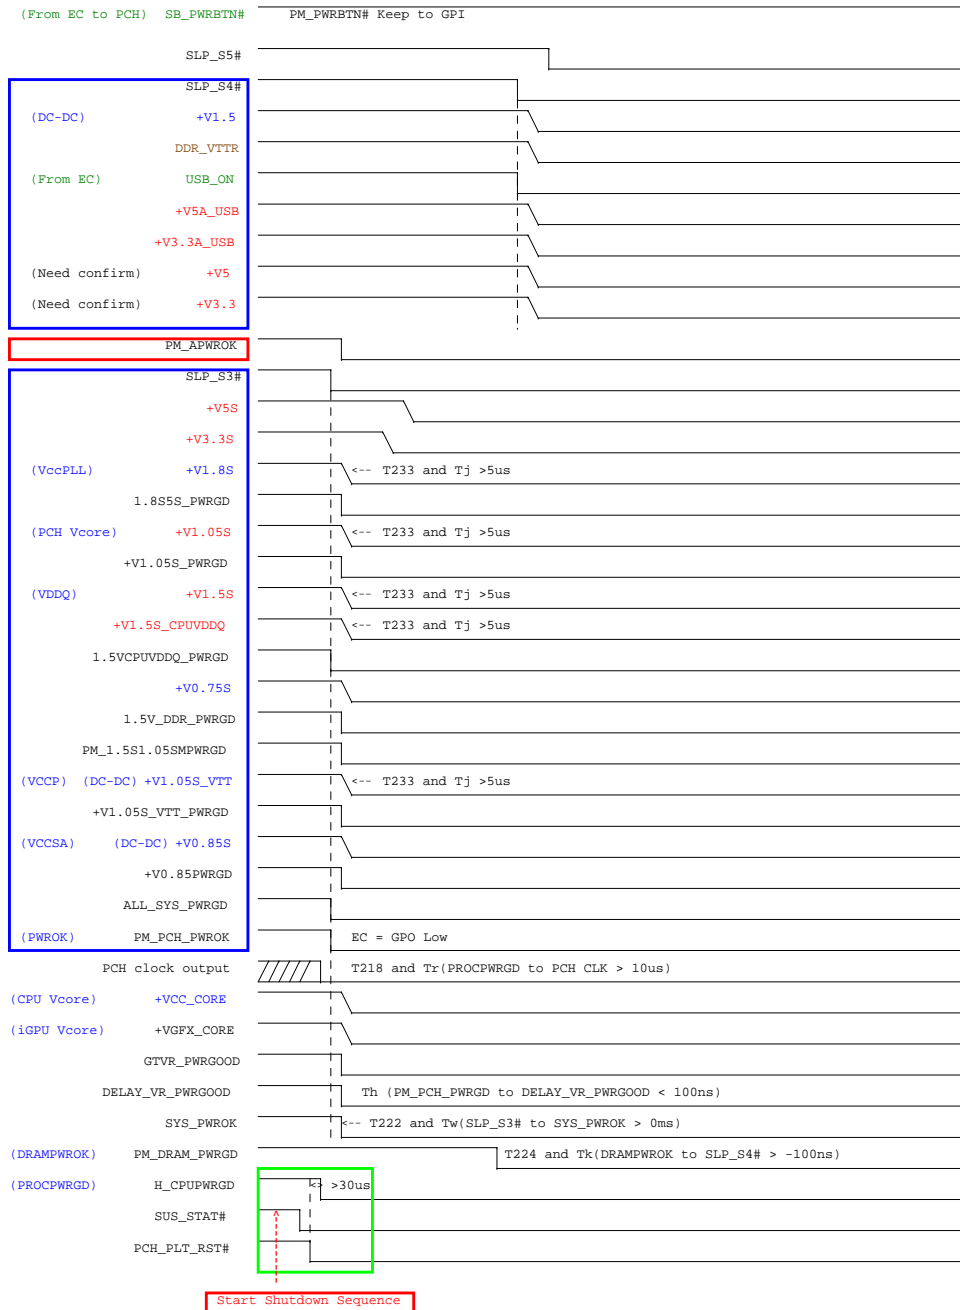 (From EC to PCH) SB_PWRBTN# PM_PWRBTN# Keep to GPI
SLP_S5#
SLP_S4#
(DC-DC) +V1.5
DDR_VTTR
(From EC) USB_ON
+V5A_USB
+V3.3A_USB
(Need confirm) +V5
(Need confirm) +V3.3
PM_APWROK
SLP_S3#
+V5S
+V3.3S
(VccPLL) +V1.8S <-- T233 and Tj >5us
1.8S5S_PWRGD
(PCH Vcore) +V1.05S <-- T233 and Tj >5us
+V1.05S_PWRGD
(VDDQ) +V1.5S <-- T233 and Tj >5us
+V1.5S_CPUVDDQ <-- T233 and Tj >5us
1.5VCPUVDDQ_PWRGD
+V0.75S
1.5V_DDR_PWRGD
PM_1.5S1.05SMPWRGD
(VCCP) (DC-DC) +V1.05S_VTT <-- T233 and Tj >5us
+V1.05S_VTT_PWRGD
(VCCSA) (DC-DC) +V0.85S
+V0.85PWRGD
ALL_SYS_PWRGD
(PWROK) PM_PCH_PWROK EC = GPO Low
PCH clock output T218 and Tr(PROCPWRGD to PCH CLK > 10us)
(CPU Vcore) +VCC_CORE
(iGPU Vcore) +VGFX_CORE
GTVR_PWRGOOD
DELAY_VR_PWRGOOD Th (PM_PCH_PWRGD to DELAY_VR_PWRGOOD < 100ns)
SYS_PWROK <-- T222 and Tw(SLP_S3# to SYS_PWROK > 0ms)
(DRAMPWROK) PM_DRAM_PWRGD T224 and Tk(DRAMPWROK to SLP_S4# > -100ns)
(PROCPWRGD) H_CPUPWRGD <> >30us
SUS_STAT#
PCH_PLT_RST#
Start Shutdown Sequence